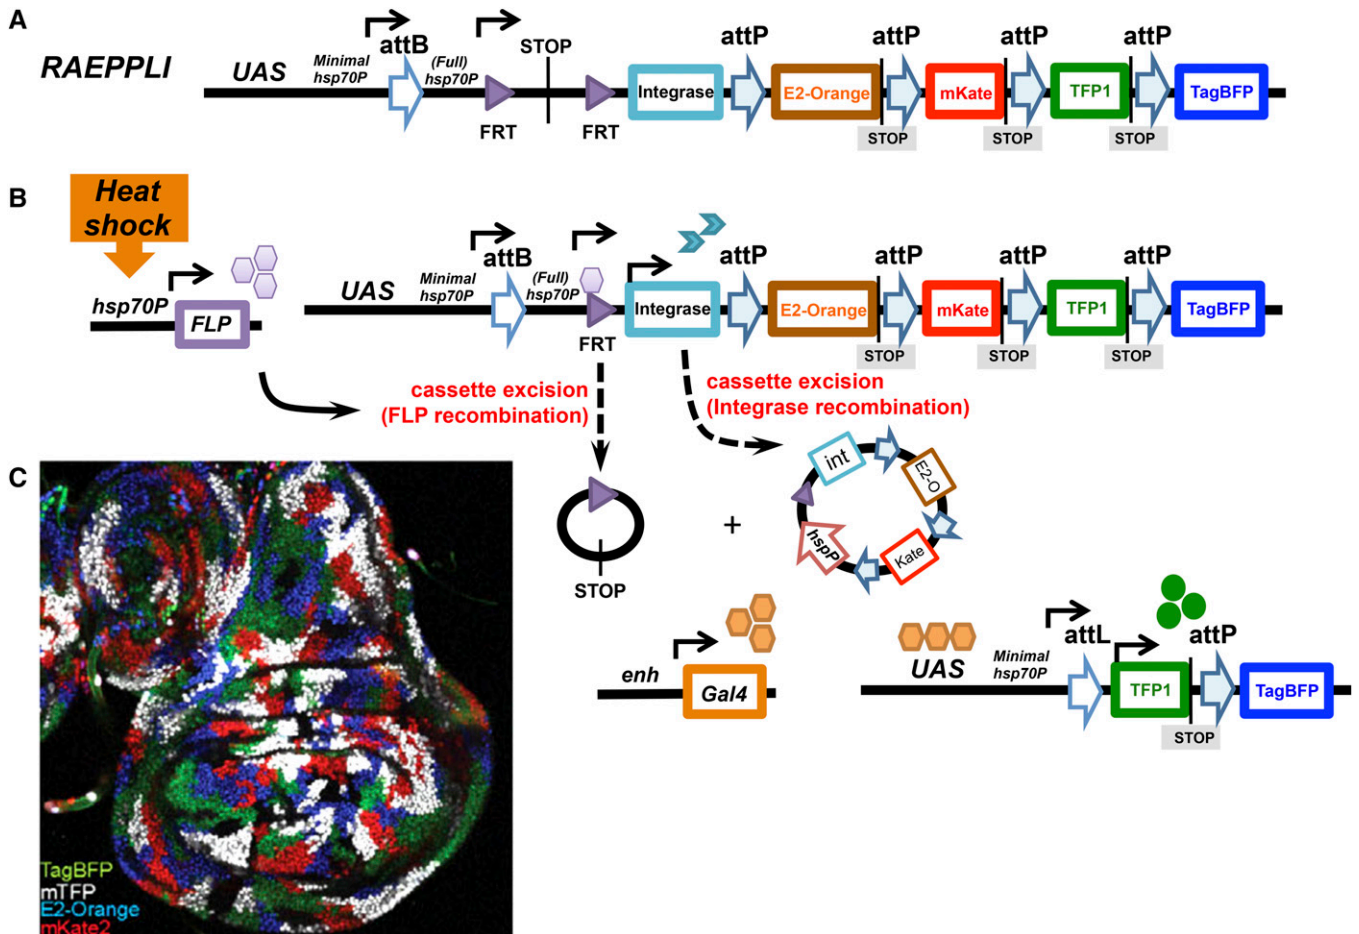 A
RAEPPLI
UAS
Minimal
hsp70P
attB
(Full)
hsp70P
FRT
STOP
FRT
Integrase
attP
E2-Orange
STOP
attP
mKate
STOP
attP
TFP1
STOP
attP
TagBFP
B
Heat
shock
hsp70P
FLP
UAS
Minimal
hsp70P
attB
(Full)
hsp70P
FRT
Integrase
attP
E2-Orange
STOP
attP
mKate
STOP
attP
TFP1
STOP
attP
TagBFP
cassette excision
(FLP recombination)
cassette excision
(Integrase recombination)
STOP
+
int
E2-O
Kate
hspP
enh
Gal4
UAS
Minimal
hsp70P
attL
TFP1
STOP
attP
TagBFP
C
TagBFP
mTFP
E2-Orange
mKate2